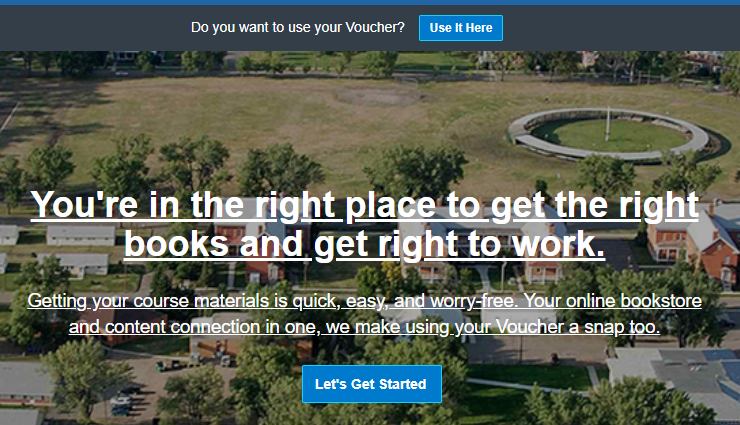 Do you want to use your Voucher? Use It Here
You're in the right place to get the right
books and get right to work.
Getting your course materials is quick, easy, and worry-free. Your online bookstore
and content connection in one, we make using your Voucher a snap too.
Let's Get Started